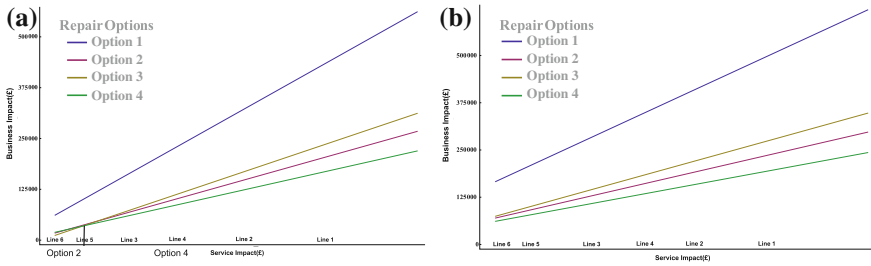 (a)
Repair Options
Option 1
Option 2
Option 3
Option 4
Business Impact(£)
500000
375000
250000
125000
0
Line 6 Line 5 Line 3 Line 4 Line 2 Line 1
Service Impact(£)
Option 2 Option 4
(b)
Repair Options
Option 1
Option 2
Option 3
Option 4
Business Impact(£)
500000
375000
250000
125000
0
Line 6 Line 5 Line 3 Line 4 Line 2 Line 1
Service Impact(£)